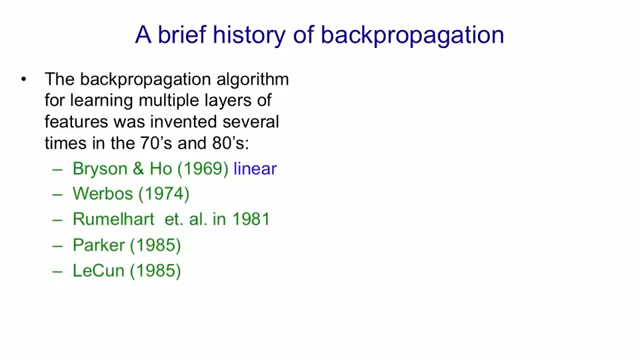 A brief history of backpropagation
• The backpropagation algorithm
for learning multiple layers of
features was invented several
times in the 70's and 80's:
– Bryson & Ho (1969) linear
– Werbos (1974)
– Rumelhart et. al. in 1981
– Parker (1985)
– LeCun (1985)